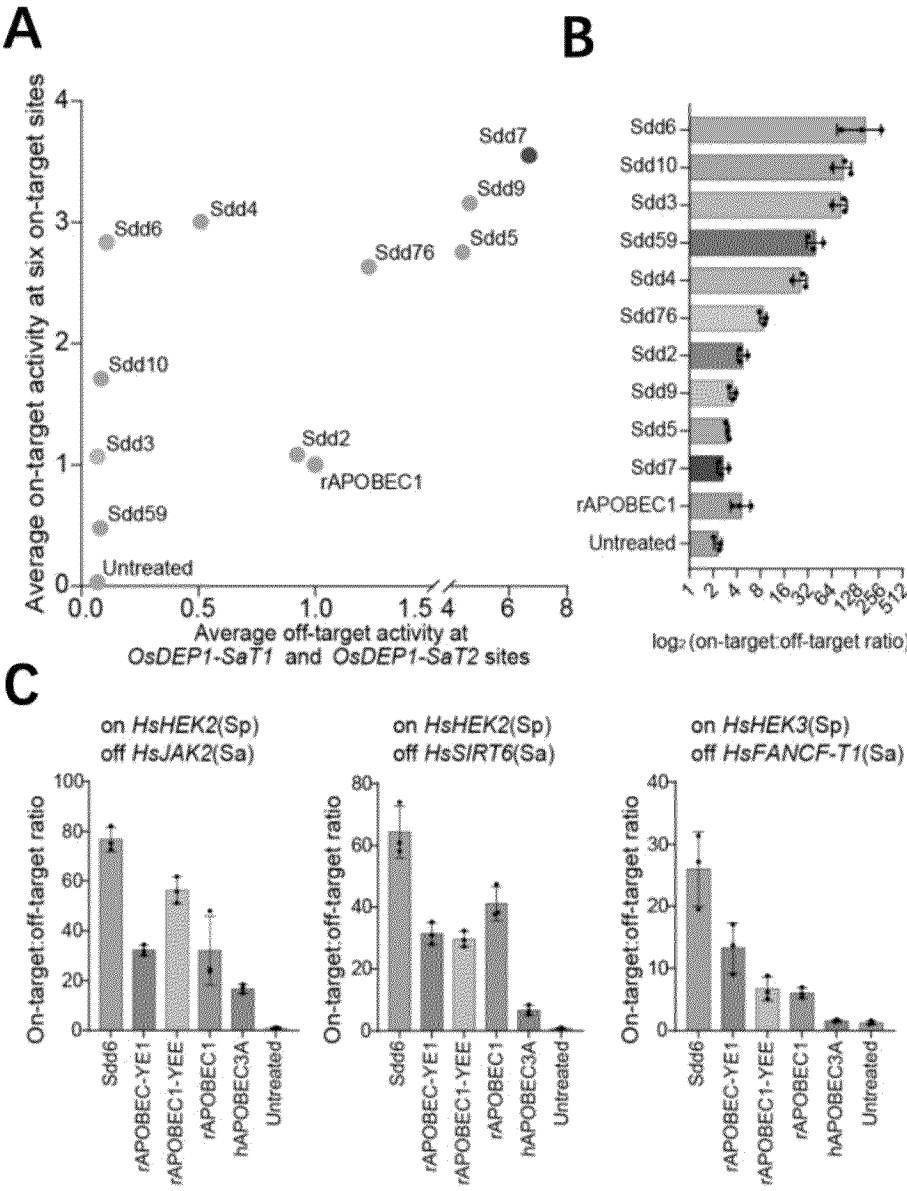 A
Average on-target activity at six on-target sites
4
3
2
1
0
Sdd7
Sdd9
Sdd4
Sdd6
Sdd5
Sdd76
Sdd10
Sdd3
Sdd2
rAPOBEC1
Sdd59
Untreated
0.0
0.5
1.0
1.5
4
6
8
Average off-target activity at
OsDEP1-SaT1 and OsDEP1-SaT2 sites
B
Sdd6
Sdd10
Sdd3
Sdd59
Sdd4
Sdd76
Sdd2
Sdd9
Sdd5
Sdd7
rAPOBEC1
Untreated
1
2
4
8
16
32
64
128
256
512
log₂ (on-target:off-target ratio)
C
on HsHEK2(Sp)
off HsJAK2(Sa)
On-target:off-target ratio
100
80
60
40
20
0
Sdd6
rAPOBEC-YE1
rAPOBEC1-YEE
rAPOBEC1
hAPOBEC3A
Untreated
on HsHEK2(Sp)
off HsSIRT6(Sa)
On-target:off-target ratio
80
60
40
20
0
Sdd6
rAPOBEC-YE1
rAPOBEC1-YEE
rAPOBEC1
hAPOBEC3A
Untreated
on HsHEK3(Sp)
off HsFANCF-T1(Sa)
On-target:off-target ratio
40
30
20
10
0
Sdd6
rAPOBEC-YE1
rAPOBEC1-YEE
rAPOBEC1
hAPOBEC3A
Untreated